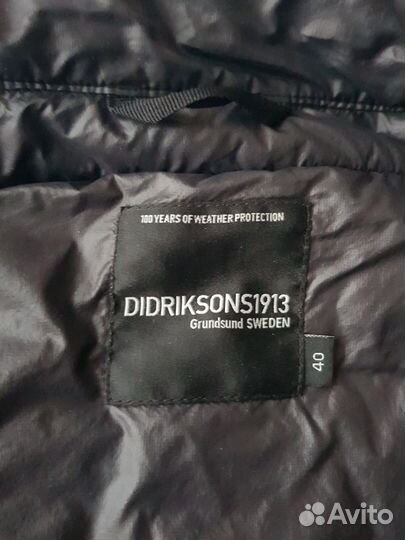 100 YEARS OF WEATHER PROTECTION
DIDRIKSONS1913
Grundsund SWEDEN
40
Avito